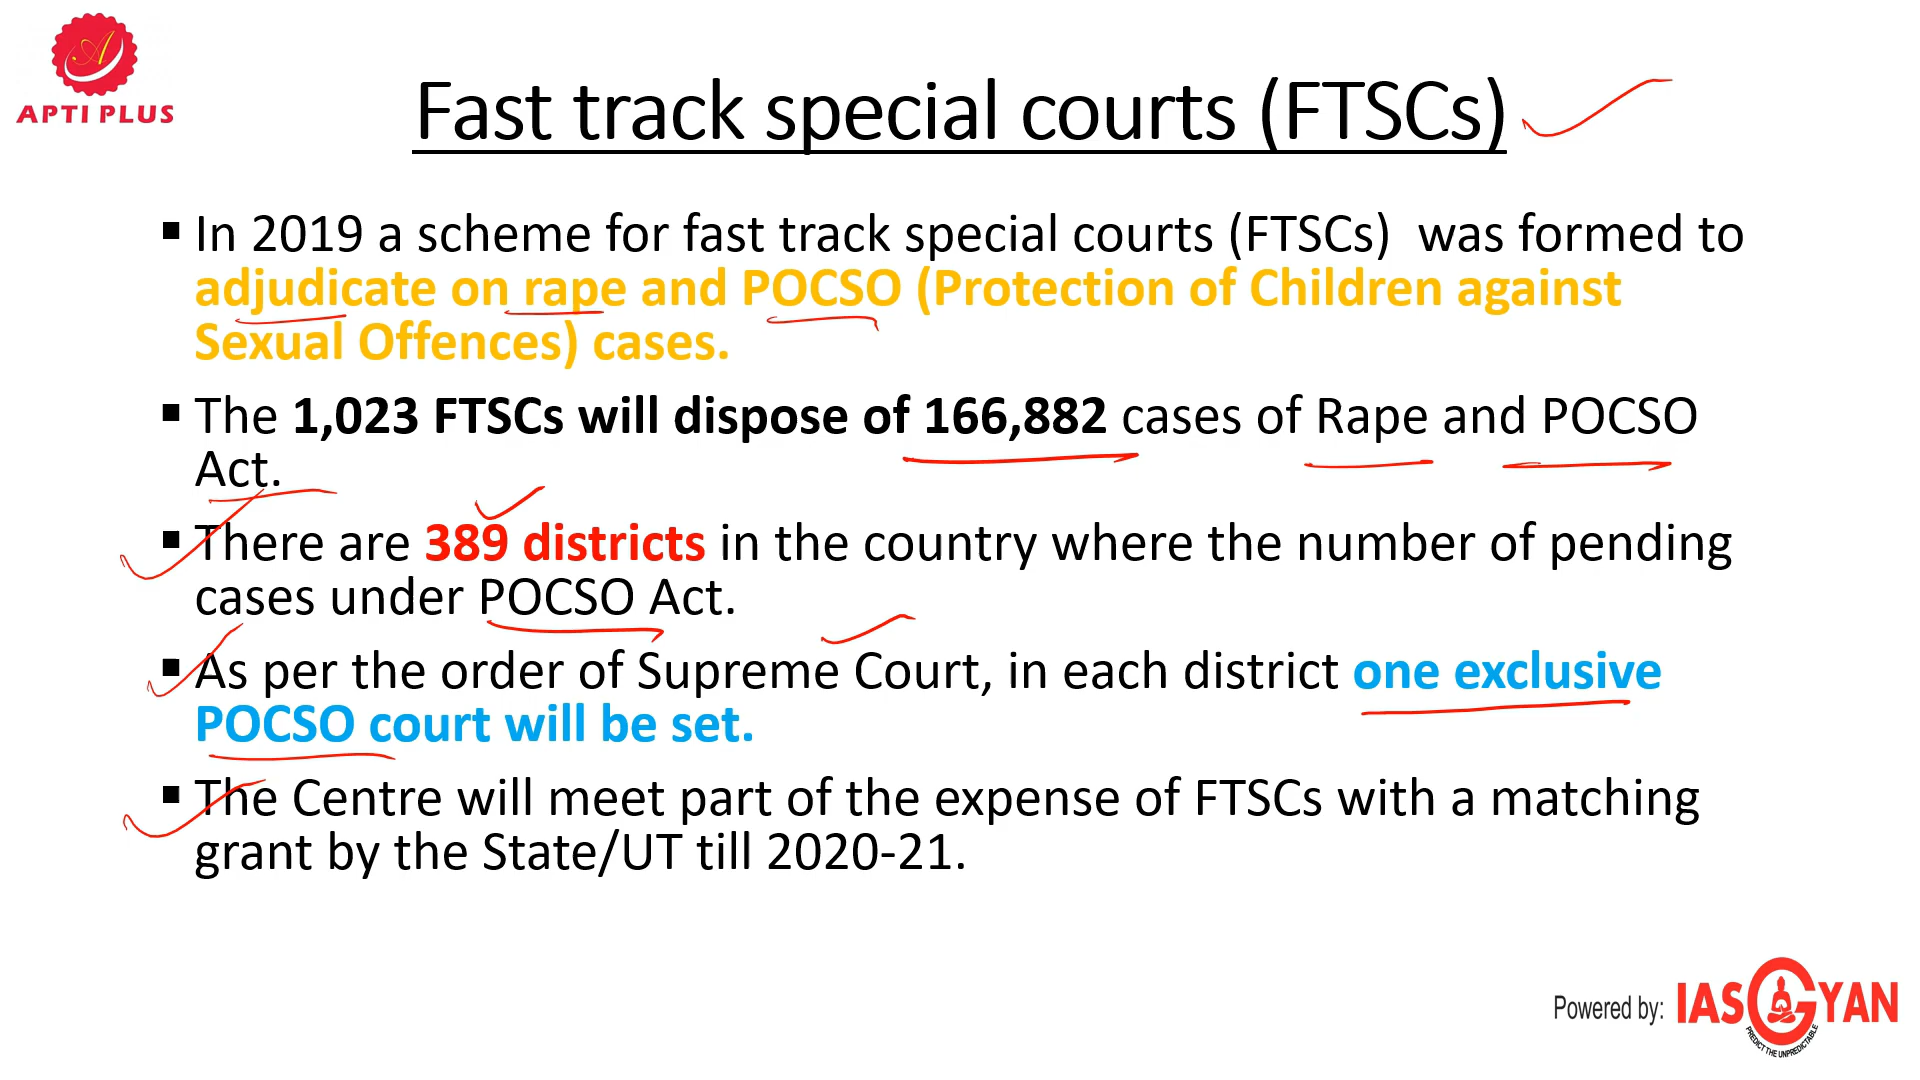 APTI PLUS
Fast track special courts (FTSCs)
▪ In 2019 a scheme for fast track special courts (FTSCs) was formed to
adjudicate on rape and POCSO (Protection of Children against
Sexual Offences) cases.
▪ The 1,023 FTSCs will dispose of 166,882 cases of Rape and POCSO
Act.
▪ There are 389 districts in the country where the number of pending
cases under POCSO Act.
▪ As per the order of Supreme Court, in each district one exclusive
POCSO court will be set.
▪ The Centre will meet part of the expense of FTSCs with a matching
grant by the State/UT till 2020-21.
Powered by: IAS GYAN
PREDICT THE UNPREDICTABLE